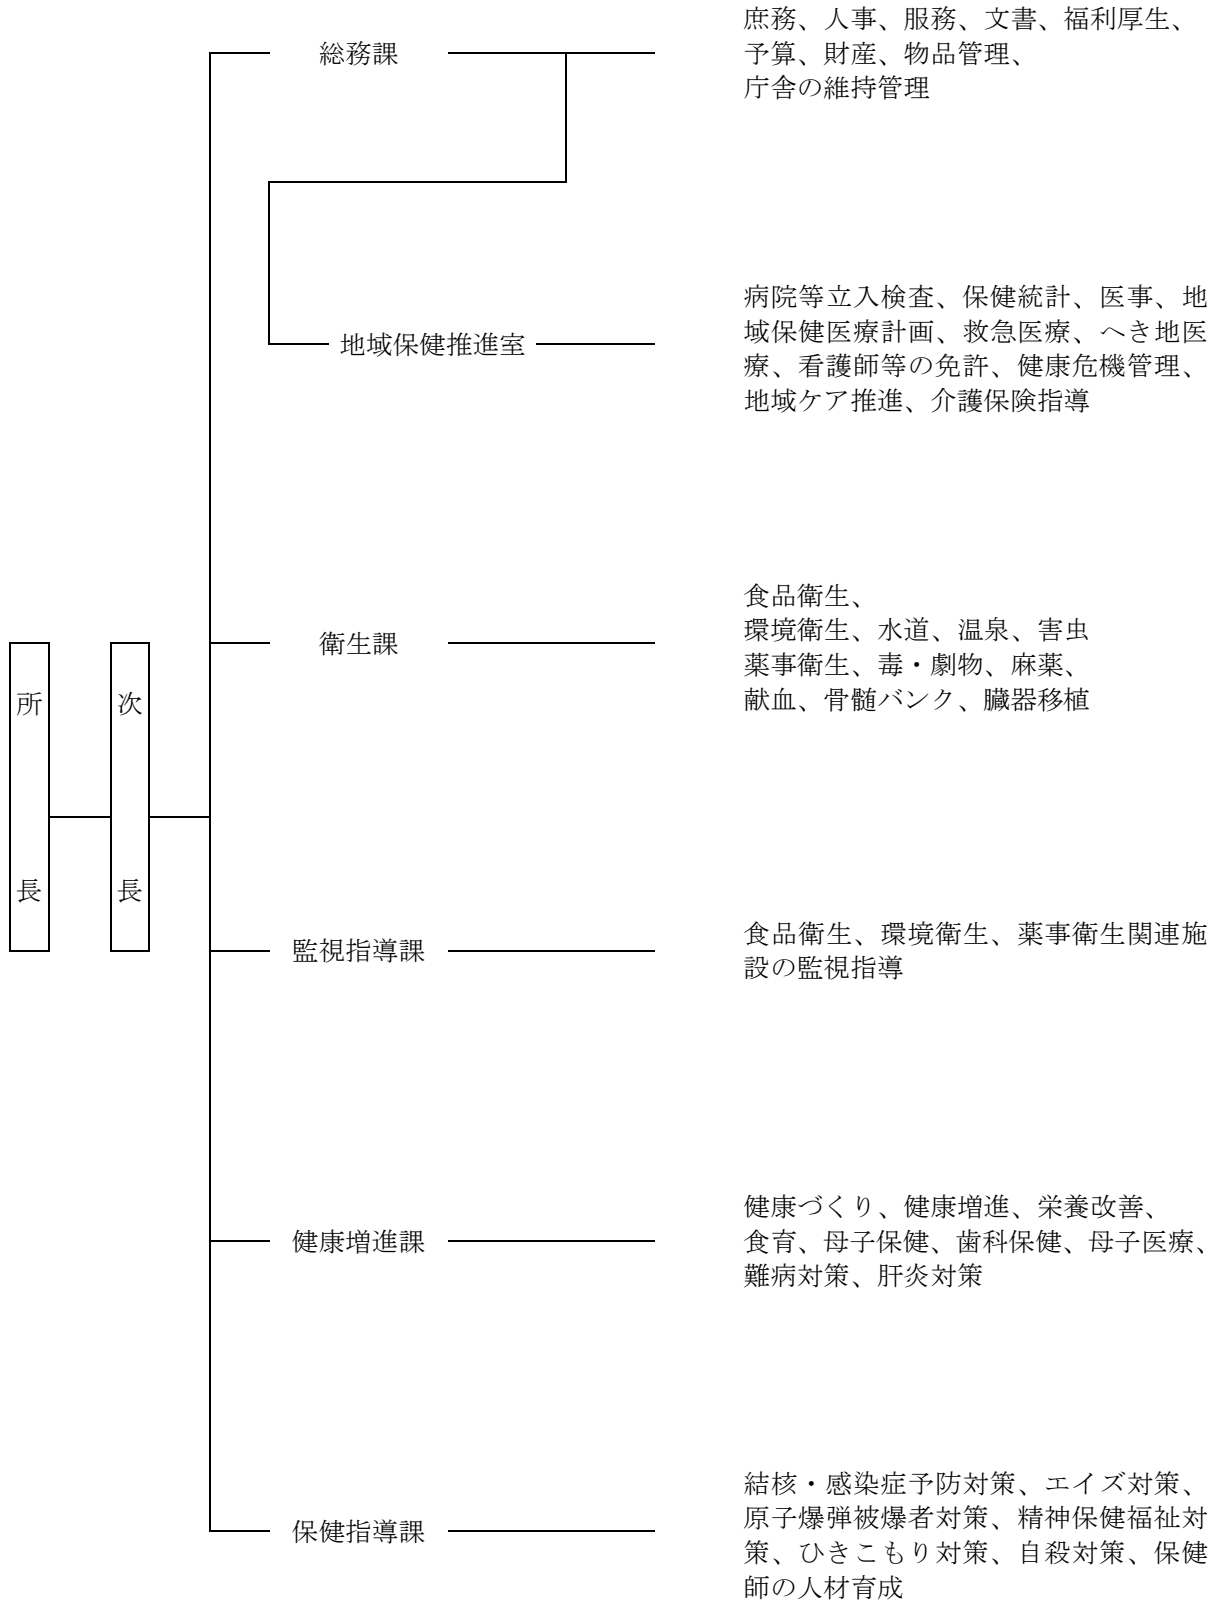 総務課
庶務、人事、服務、文書、福利厚生、
予算、財産、物品管理、
庁舎の維持管理
地域保健推進室
病院等立入検査、保健統計、医事、地
域保健医療計画、救急医療、へき地医
療、看護師等の免許、健康危機管理、
地域ケア推進、介護保険指導
所長
次長
衛生課
食品衛生、
環境衛生、水道、温泉、害虫
薬事衛生、毒・劇物、麻薬、
献血、骨髄バンク、臓器移植
監視指導課
食品衛生、環境衛生、薬事衛生関連施
設の監視指導
健康増進課
健康づくり、健康増進、栄養改善、
食育、母子保健、歯科保健、母子医療、
難病対策、肝炎対策
保健指導課
結核・感染症予防対策、エイズ対策、
原子爆弾被爆者対策、精神保健福祉対
策、ひきこもり対策、自殺対策、保健
師の人材育成